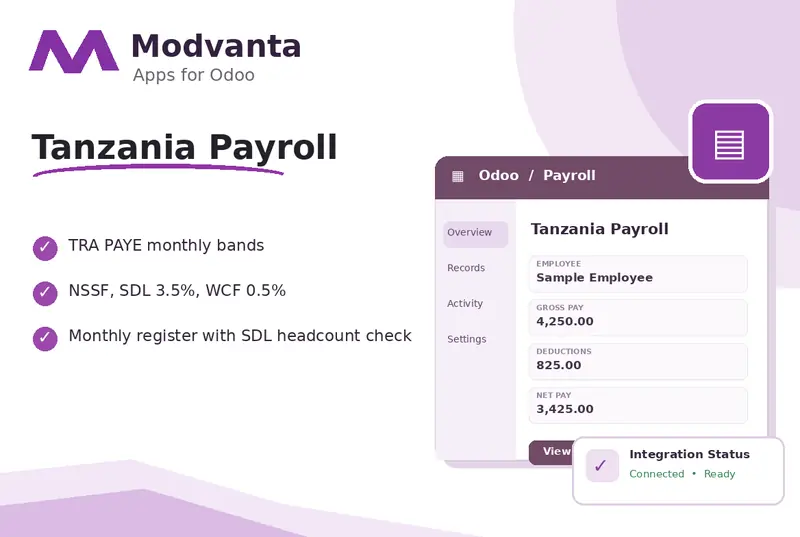 Modvanta
Apps for Odoo
Tanzania Payroll
✓ TRA PAYE monthly bands
✓ NSSF, SDL 3.5%, WCF 0.5%
✓ Monthly register with SDL headcount check
Odoo / Payroll
Overview
Records
Activity
Settings
Tanzania Payroll
EMPLOYEE
Sample Employee
GROSS PAY
4,250.00
DEDUCTIONS
825.00
NET PAY
3,425.00
View
✓
Integration Status
Connected • Ready